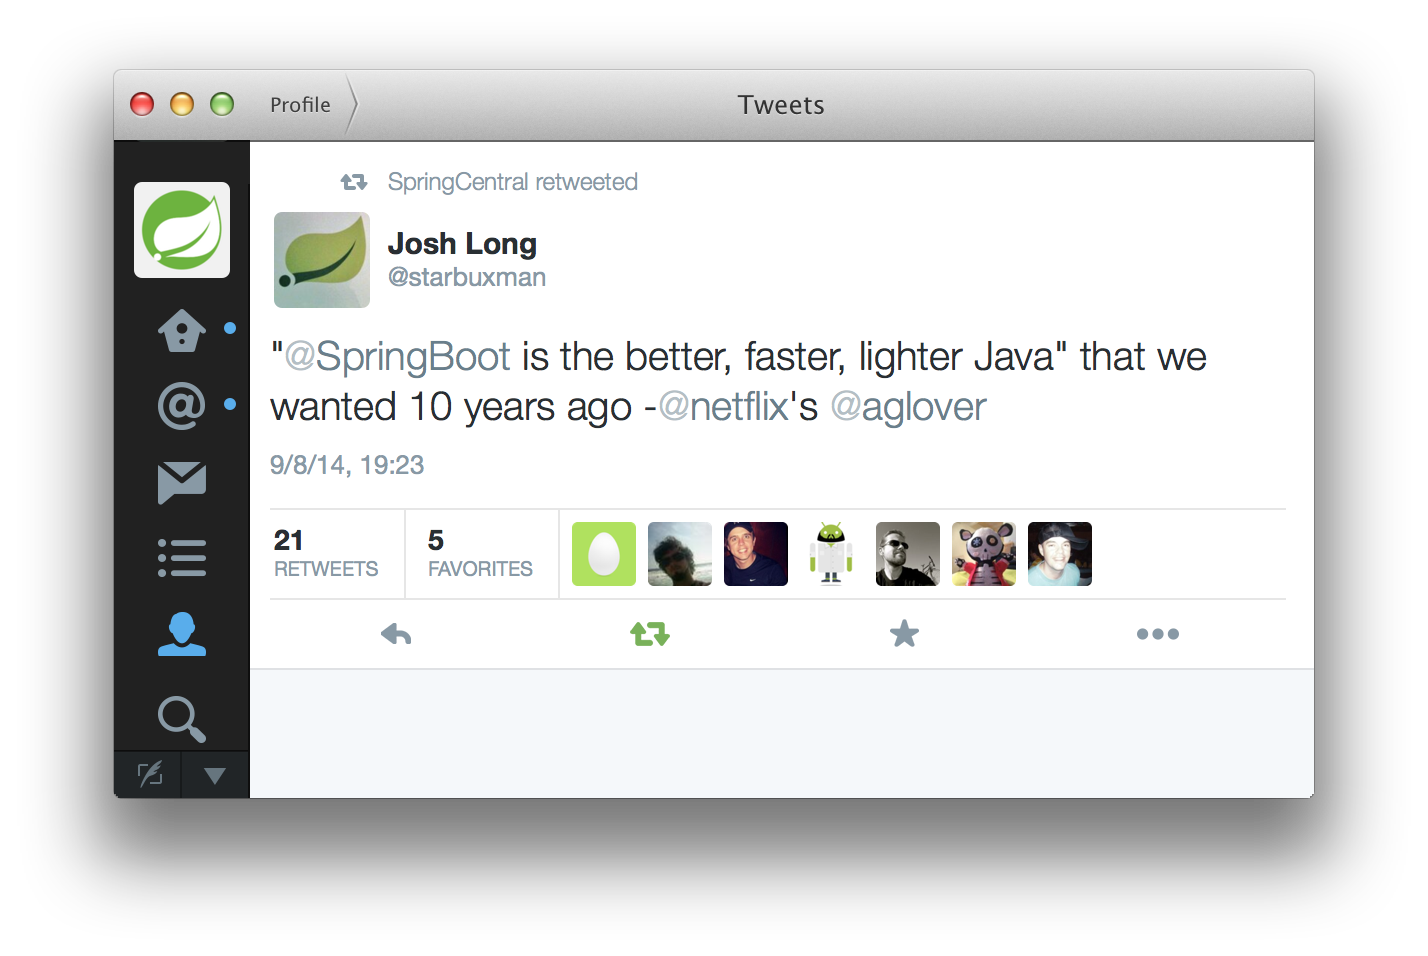 Profile
Tweets
SpringCentral retweeted
Josh Long
@starbuxman
"@SpringBoot is the better, faster, lighter Java" that we
wanted 10 years ago -@netflix's @aglover
9/8/14, 19:23
21
RETWEETS
5
FAVORITES